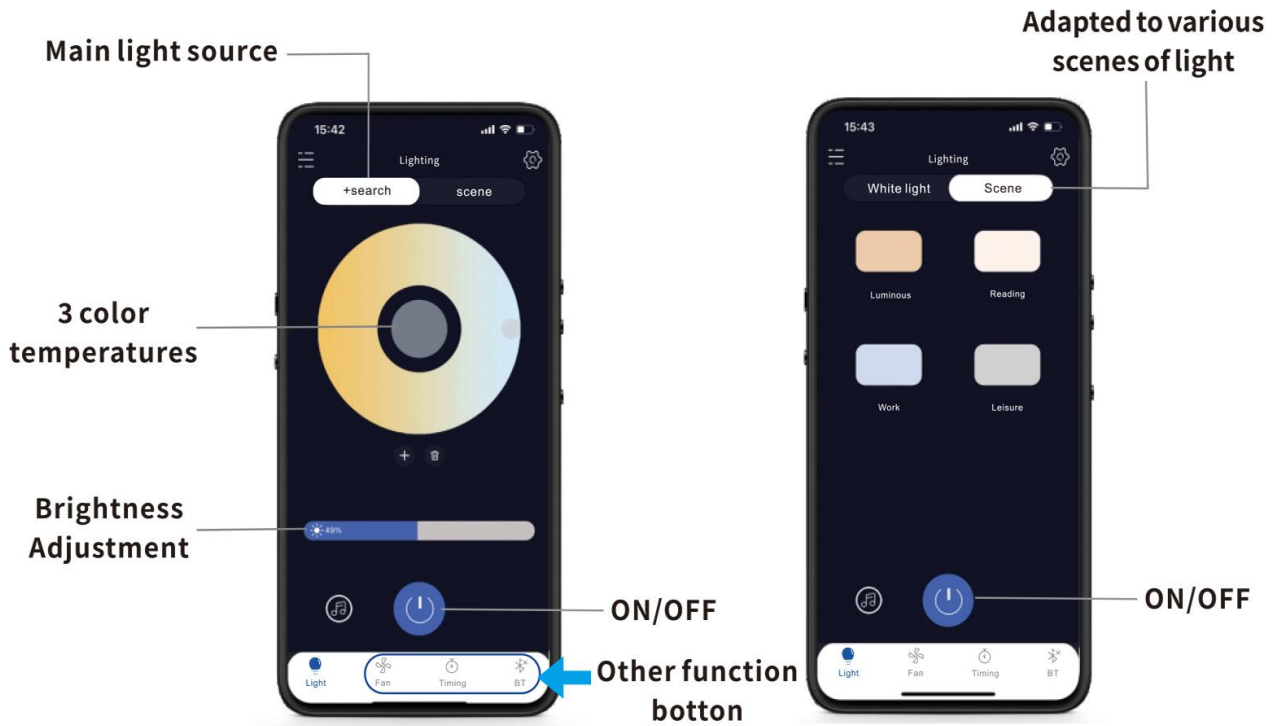 Main light source
15:42
Lighting
+search
scene
3 color
temperatures
Brightness
Adjustment
49%
ON/OFF
Light
Fan
Timing
BT
Other function
botton
Adapted to various
scenes of light
15:43
Lighting
White light
Scene
Luminous
Reading
Work
Leisure
ON/OFF
Light
Fan
Timing
BT